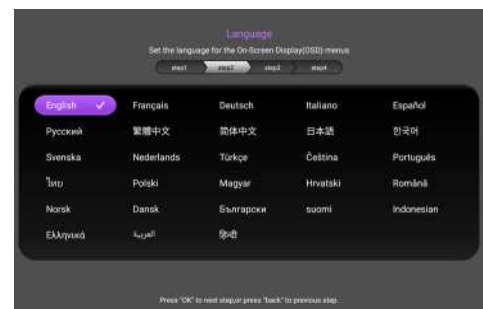 Language
Set the language for the On-Screen Display(OSD) menus
step1 step2 step3 step4
English Français Deutsch Italiano Español
Русский 繁體中文 简体中文 日本語 한국어
Svenska Nederlands Türkçe Čeština Português
ไทย Polski Magyar Hrvatski Română
Norsk Dansk Български suomi Indonesian
Ελληνικά العربية हिन्दी
Press "OK" to next step,or press "back" to previous step.